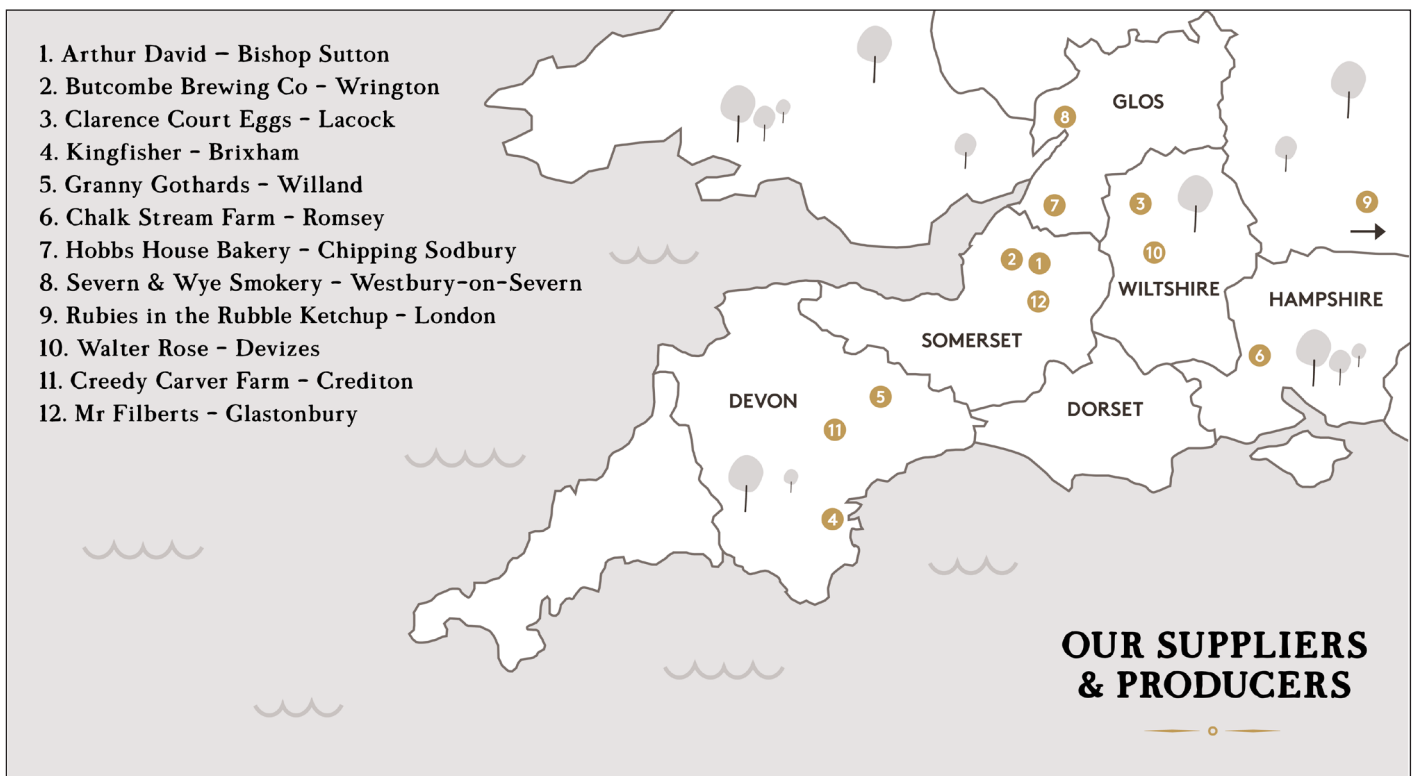 1. Arthur David – Bishop Sutton
2. Butcombe Brewing Co – Wrington
3. Clarence Court Eggs – Lacock
4. Kingfisher – Brixham
5. Granny Gothards – Willand
6. Chalk Stream Farm – Romsey
7. Hobbs House Bakery – Chipping Sodbury
8. Severn & Wye Smokery – Westbury-on-Severn
9. Rubies in the Rubble Ketchup – London
10. Walter Rose – Devizes
11. Creedy Carver Farm – Crediton
12. Mr Filberts – Glastonbury
GLOS
8
7
3
9
10
2
1
12
WILTSHIRE
HAMPSHIRE
SOMERSET
6
DEVON
5
DORSET
11
4
OUR SUPPLIERS
& PRODUCERS